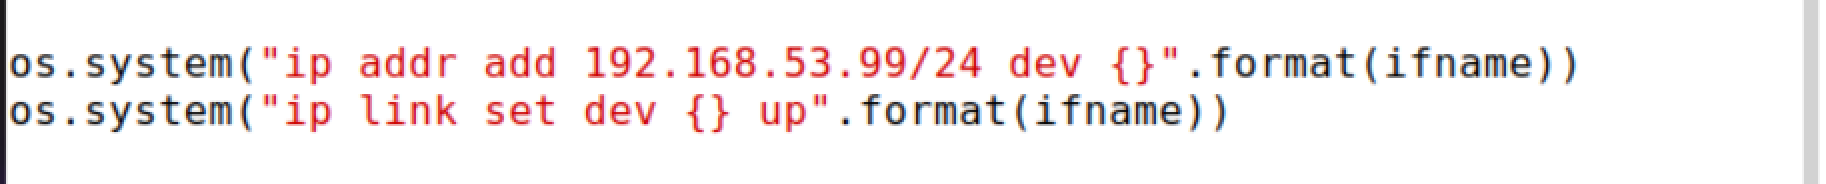 os.system("ip addr add 192.168.53.99/24 dev {}".format(ifname))
os.system("ip link set dev {} up".format(ifname))